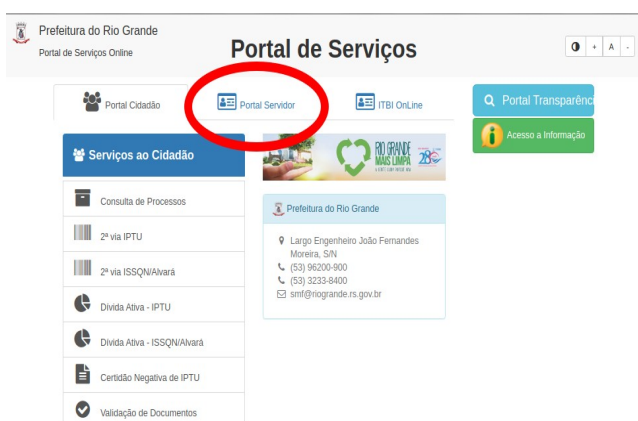 Prefeitura do Rio Grande
Portal de Serviços Online
Portal de Serviços
+ A -
Portal Cidadão
Portal Servidor
ITBI OnLine
Portal Transparênci
Acesso a Informação
Serviços ao Cidadão
Consulta de Processos
2ª via IPTU
2ª via ISSQN/Alvará
Dívida Ativa - IPTU
Dívida Ativa - ISSQN/Alvará
Certidão Negativa de IPTU
Validação de Documentos
RIO GRANDE
MAIS LIMPA
Prefeitura do Rio Grande
Largo Engenheiro João Fernandes
Moreira, S/N
(53) 96200-900
(53) 3233-8400
smf@riogrande.rs.gov.br